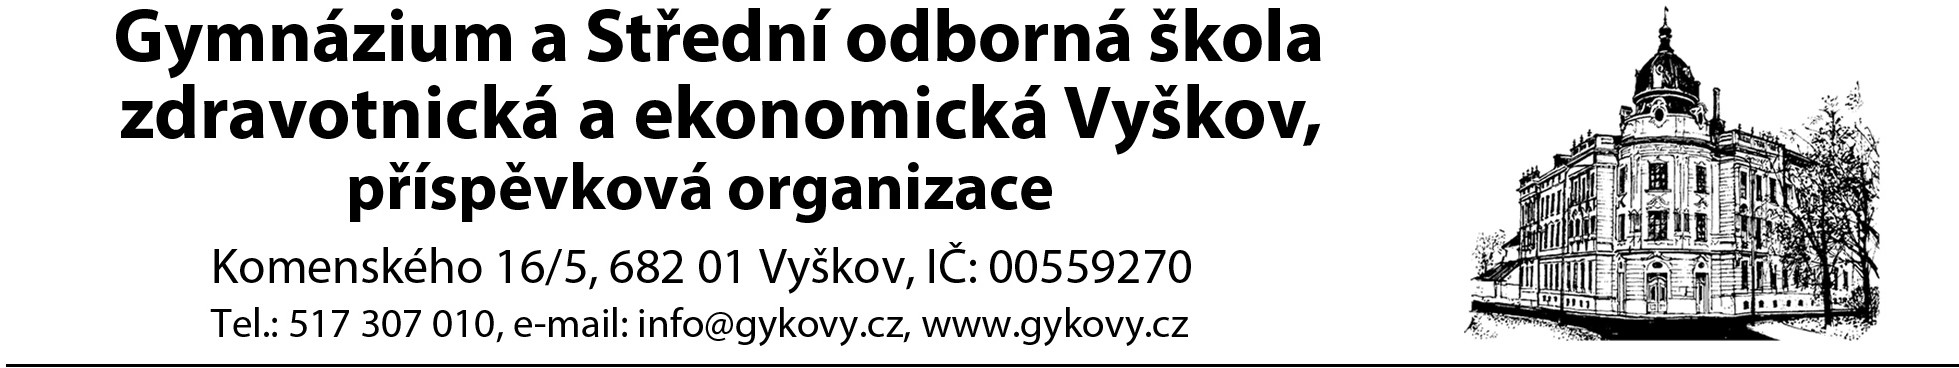 Gymnázium a Střední odborná škola
zdravotnická a ekonomická Vyškov,
příspěvková organizace
Komenského 16/5, 682 01 Vyškov, IČ: 00559270
Tel.: 517 307 010, e-mail: info@gykovy.cz, www.gykovy.cz